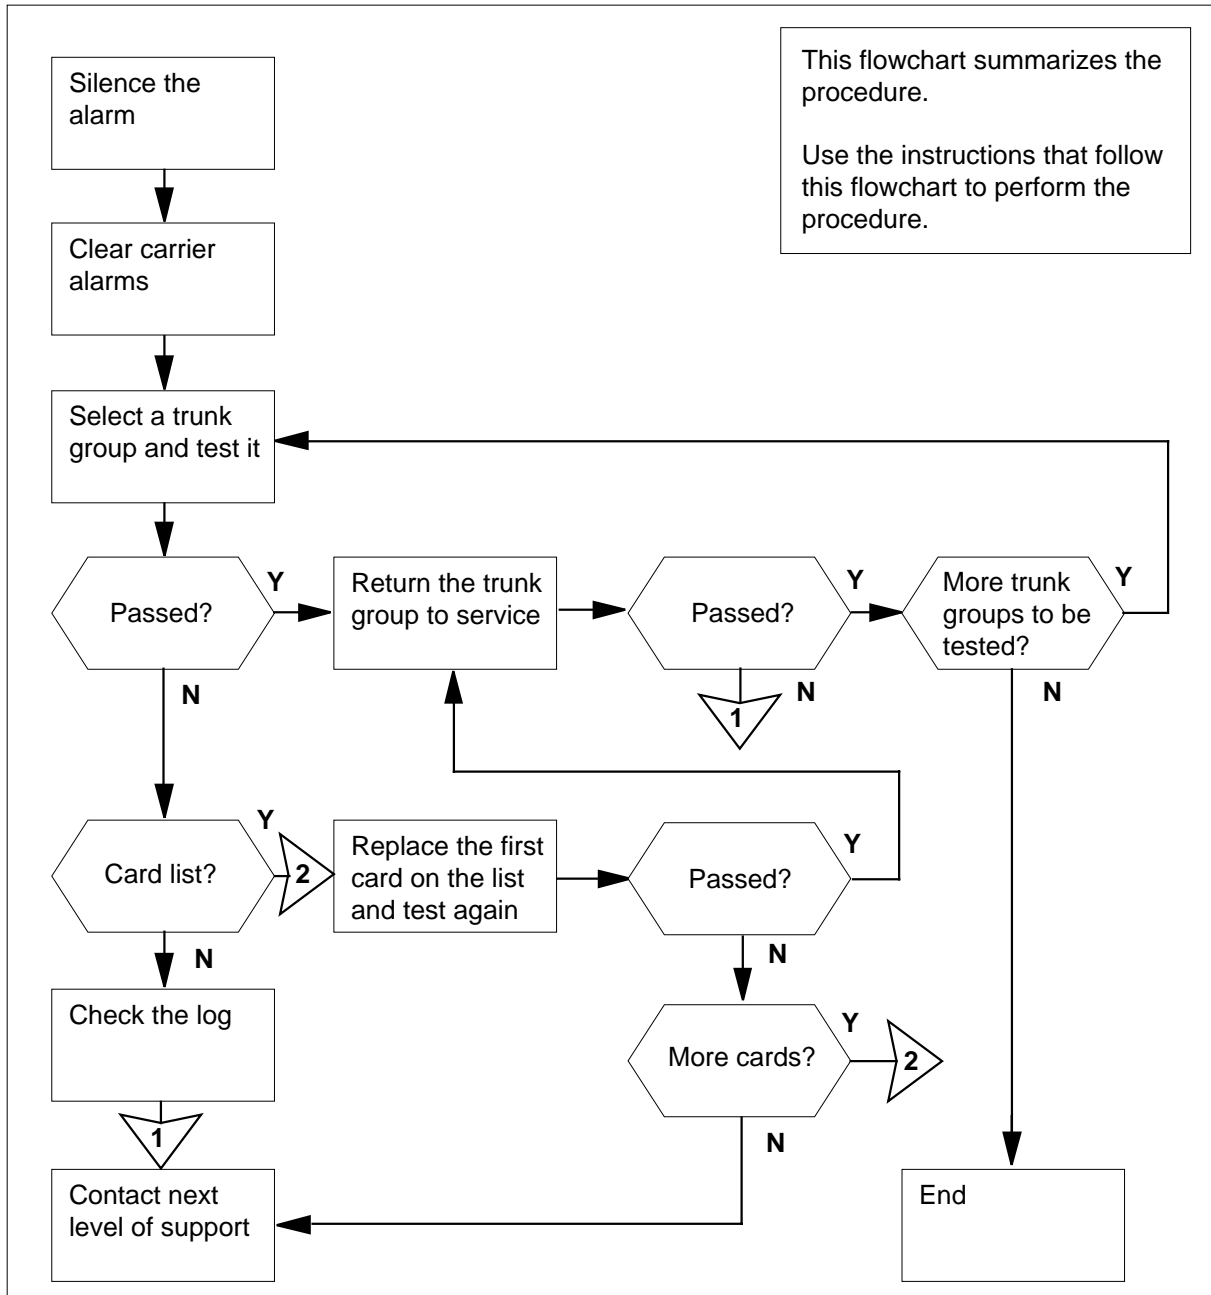 Silence the
alarm
This flowchart summarizes the
procedure.
Use the instructions that follow
this flowchart to perform the
procedure.
Clear carrier
alarms
Select a trunk
group and test it
Passed?
Y
N
Return the trunk
group to service
Passed?
Y
N
1
More trunk
groups to be
tested?
Y
N
Card list?
Y
2
N
Replace the first
card on the list
and test again
Passed?
Y
N
Check the log
1
More cards?
Y
2
N
Contact next
level of support
End